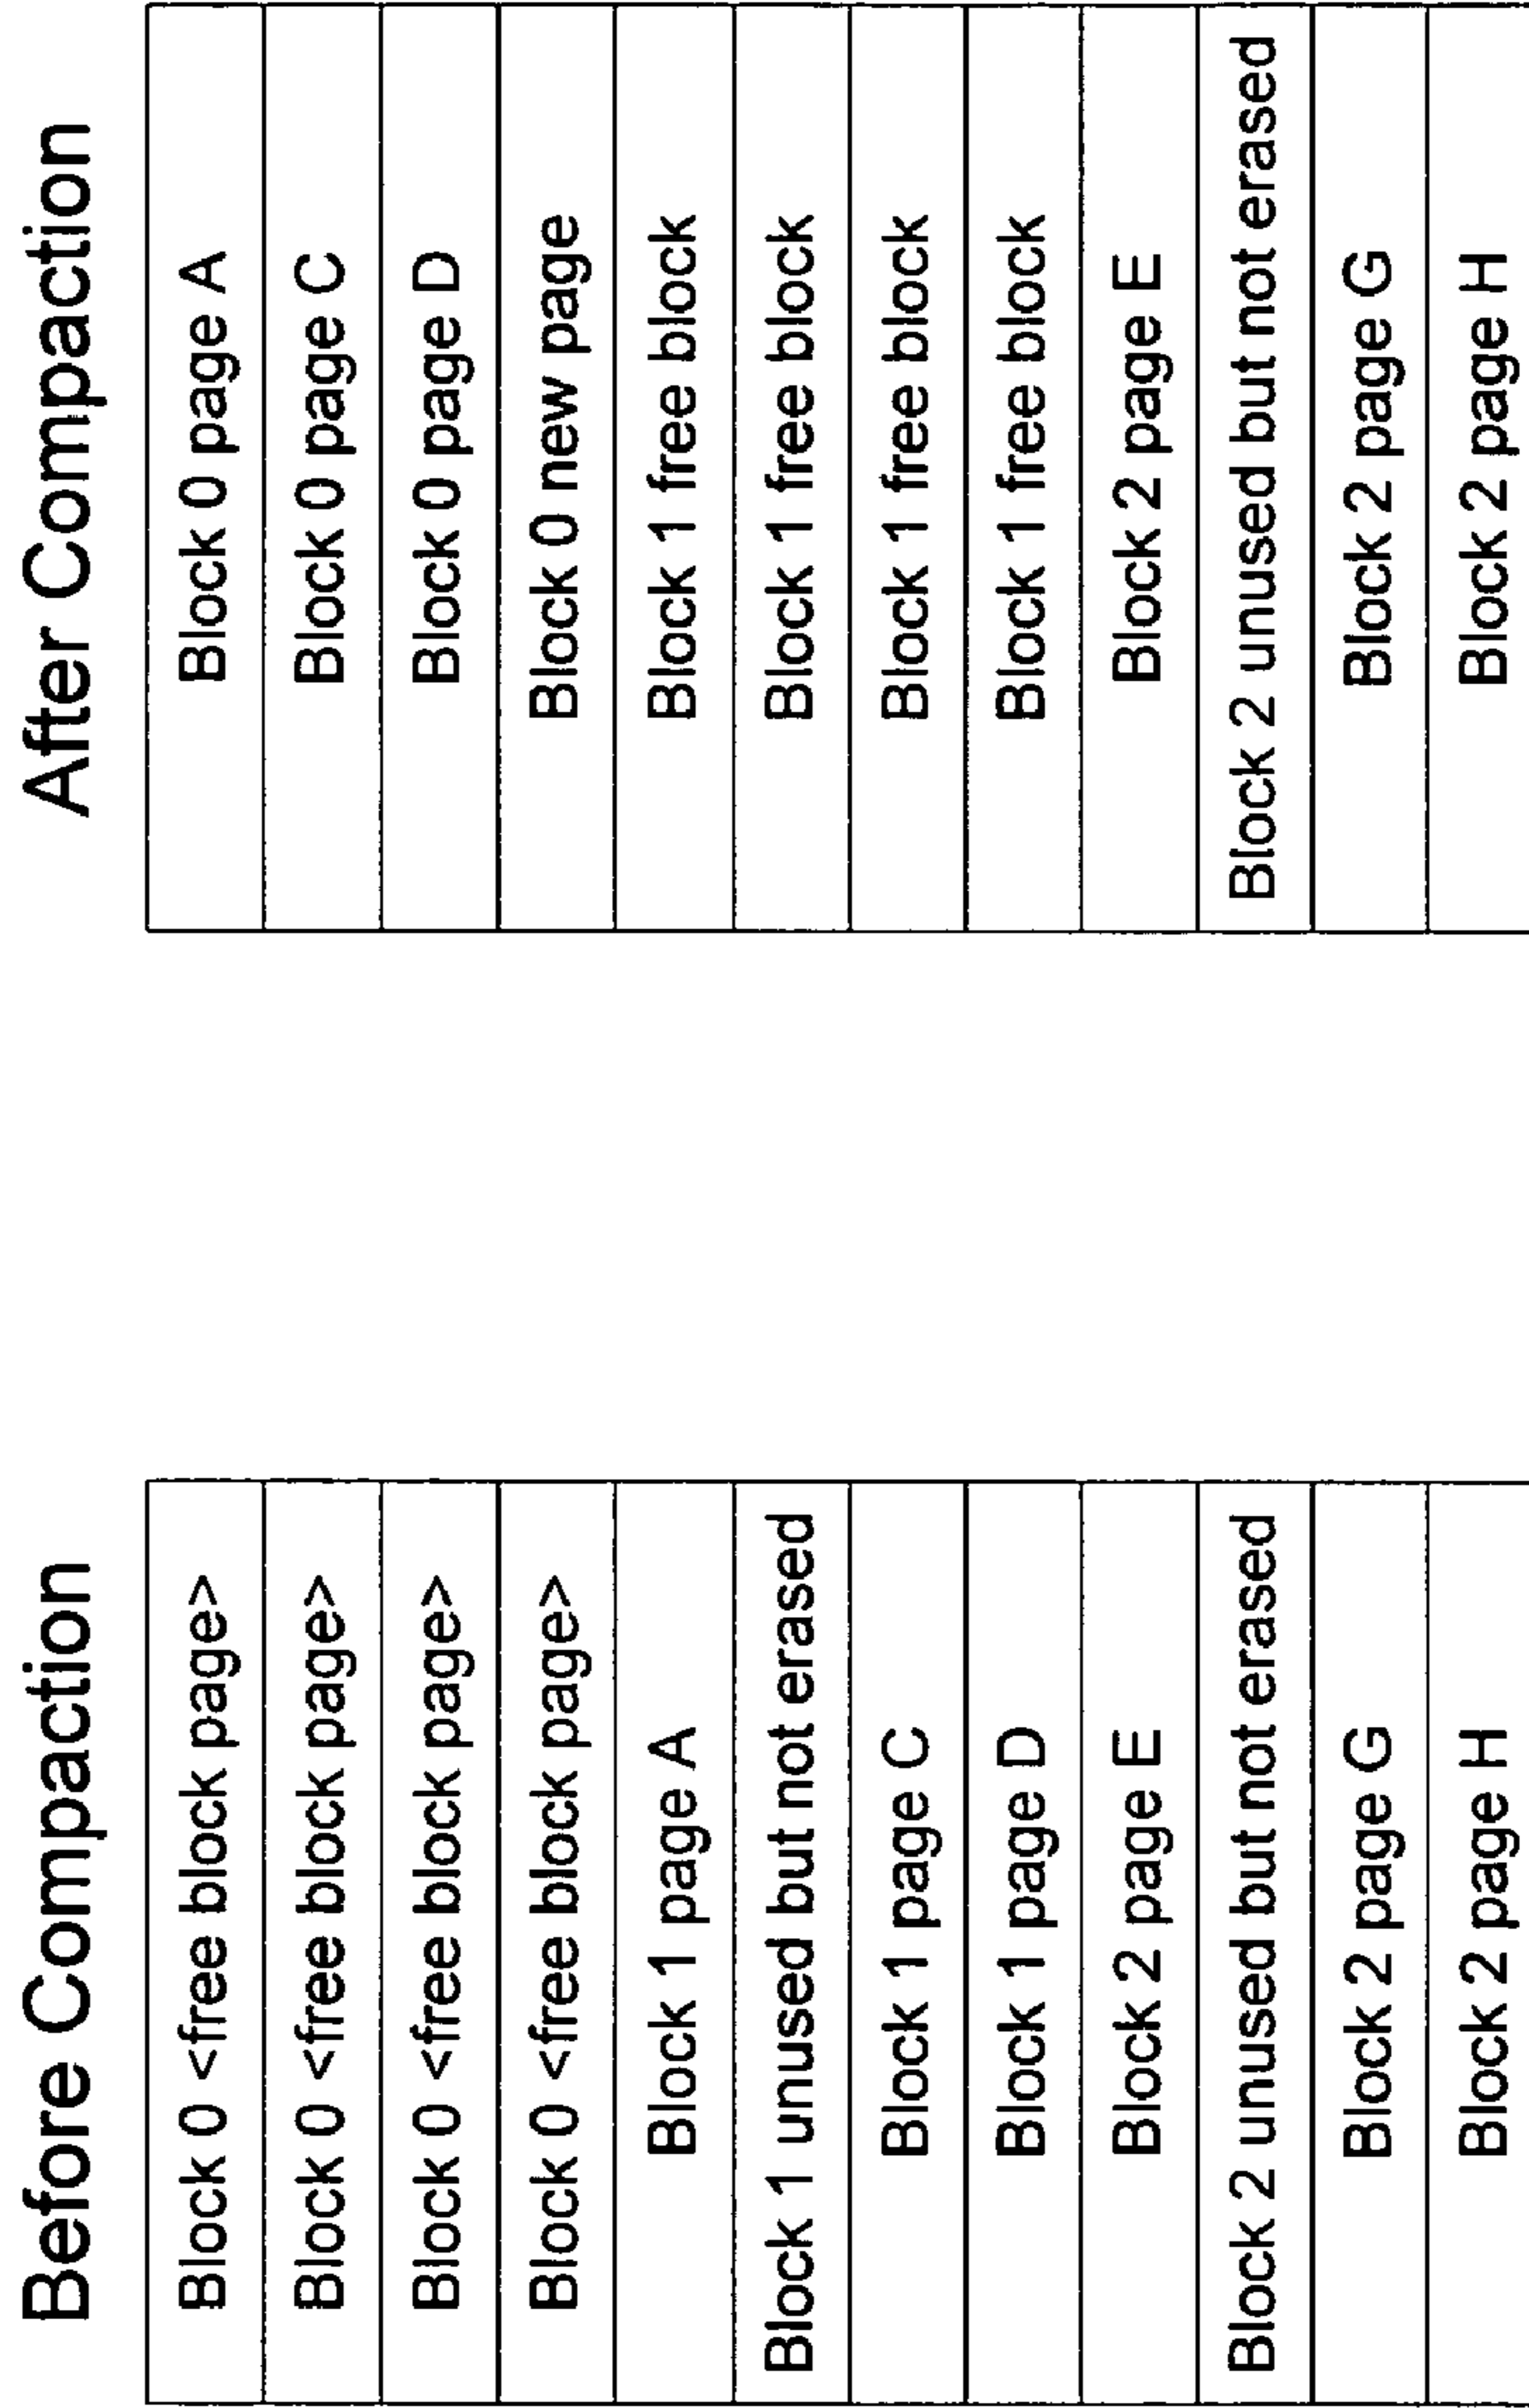 Before Compaction
Block 0 <free block page>
Block 0 <free block page>
Block 0 <free block page>
Block 0 <free block page>
Block 1 page A
Block 1 unused but not erased
Block 1 page C
Block 1 page D
Block 2 page E
Block 2 unused but not erased
Block 2 page G
Block 2 page H
After Compaction
Block 0 page A
Block 0 page C
Block 0 page D
Block 0 new page
Block 1 free block
Block 1 free block
Block 1 free block
Block 1 free block
Block 2 page E
Block 2 unused but not erased
Block 2 page G
Block 2 page H